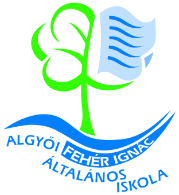 ALGYŐI
FEHÉR IGNÁC
ÁLTALÁNOS
ISKOLA